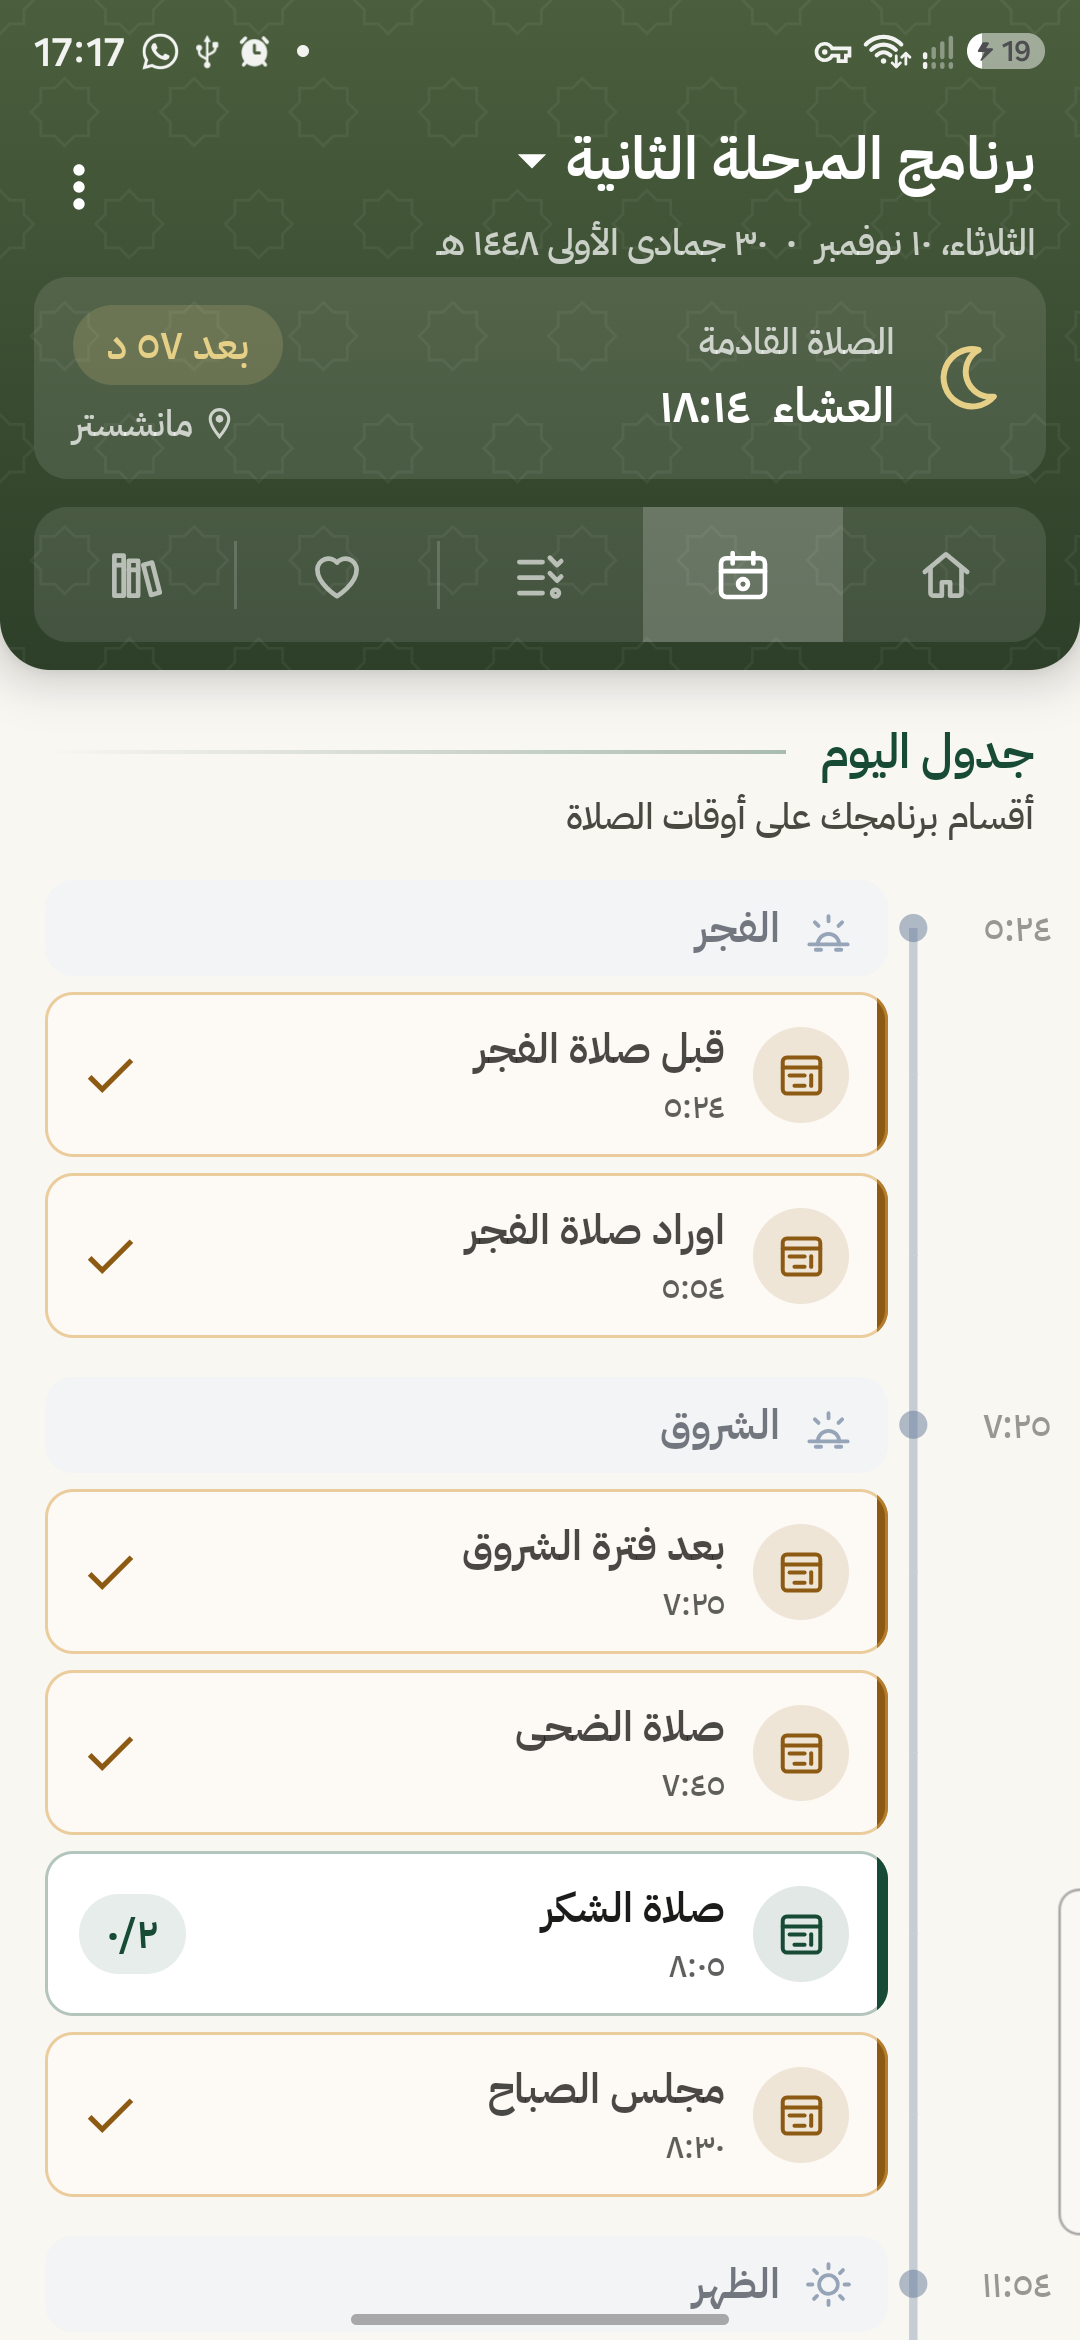 17:17
19
برنامج المرحلة الثانية
الثلاثاء، ١٠ نوفمبر · ٣٠ جمادى الأولى ١٤٤٨ هـ
الصلاة القادمة
العشاء ١٨:١٤
بعد ٥٧ د
مانشستر
جدول اليوم
أقسام برنامجك على أوقات الصلاة
٥:٢٤
الفجر
قبل صلاة الفجر
٥:٢٤
اوراد صلاة الفجر
٥:٥٤
٧:٢٥
الشروق
بعد فترة الشروق
٧:٢٥
صلاة الضحى
٧:٤٥
صلاة الشكر
٨:٠٥
٠/٢
مجلس الصباح
٨:٣٠
١١:٥٤
الظهر